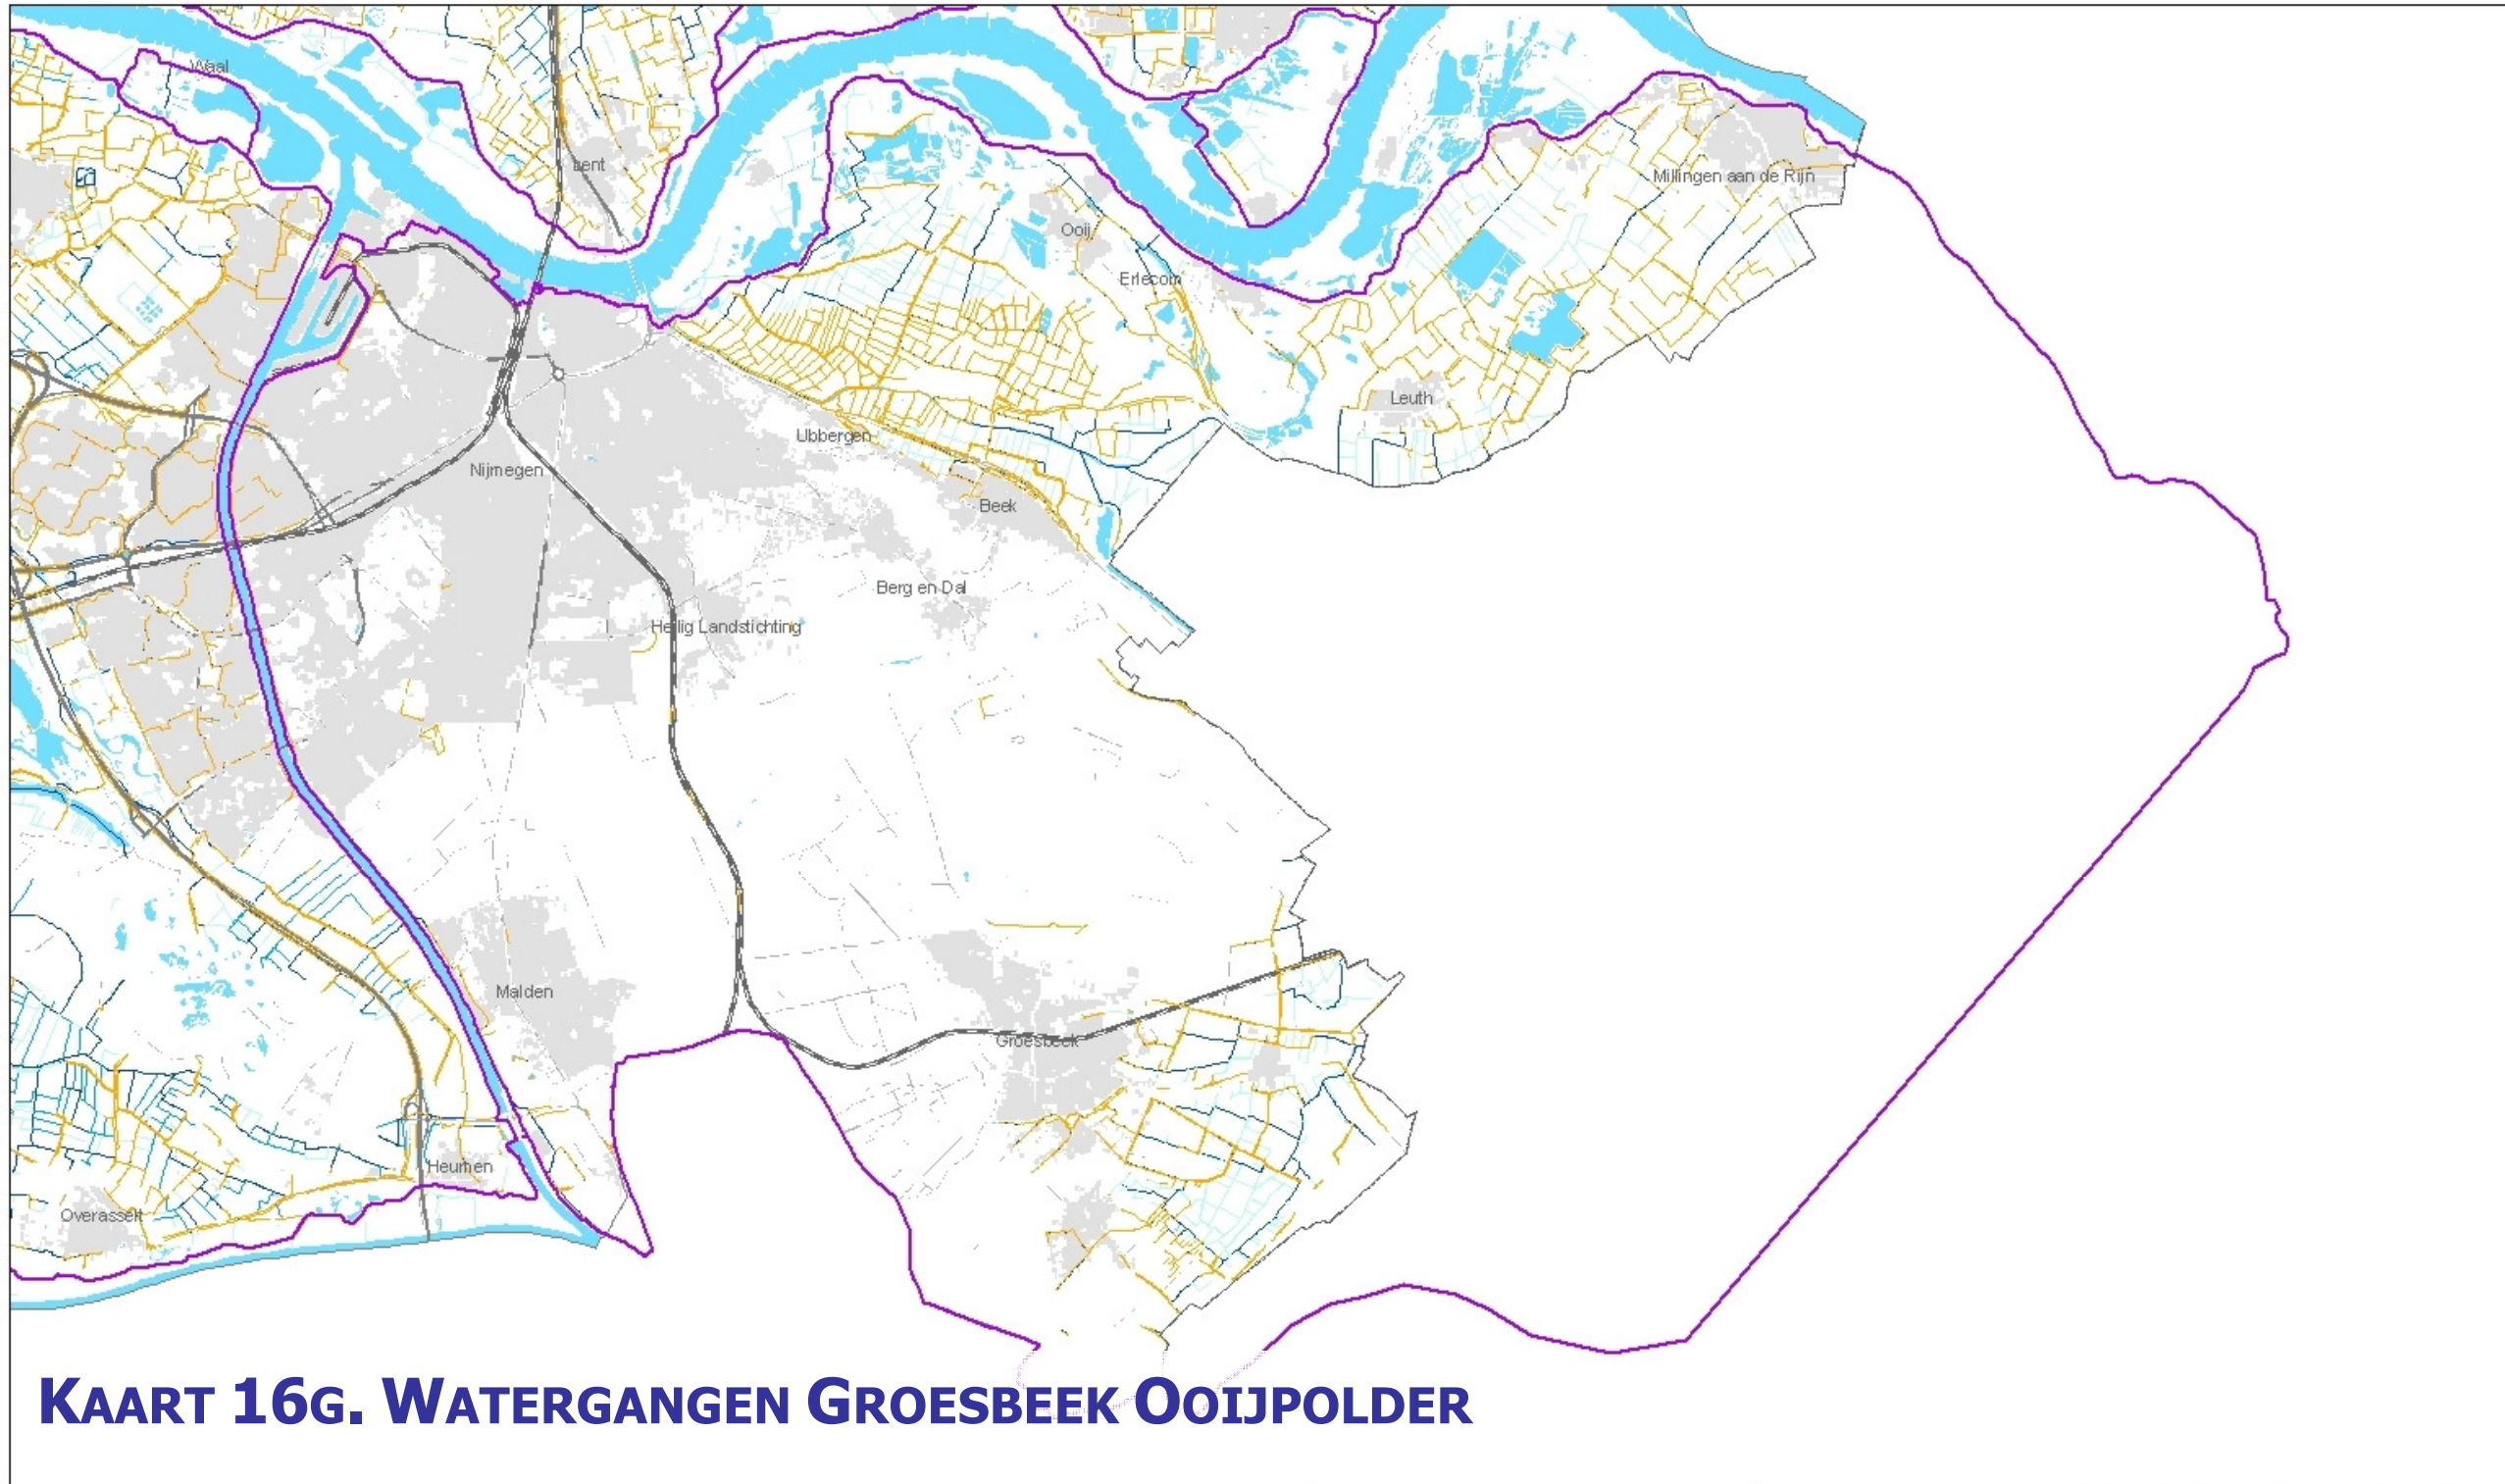 Waal
Lent
Millingen aan de Rijn
Ooij
Erlecom
Leuth
Ubbergen
Nijmegen
Beek
Berg en Dal
Heilig Landstichting
Malden
Groesbeek
Heumen
Overasselt
KAART 16G. WATERGANGEN GROESBEEK OOIJPOLDER